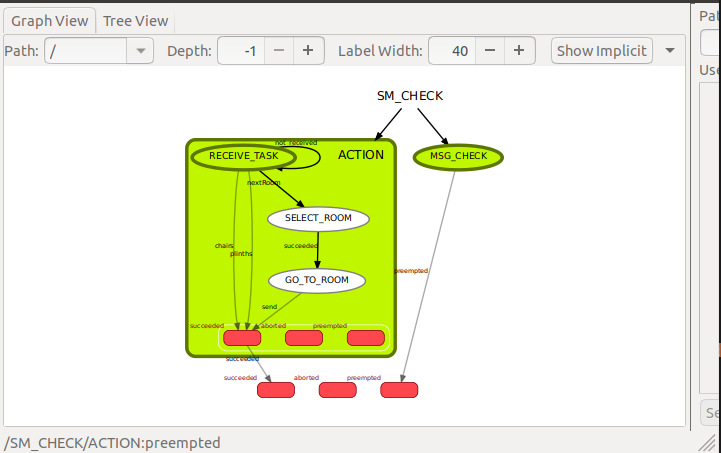 Graph View Tree View
Pat
Path: / Depth: -1 Label Width: 40 Show Implicit
Use
SM_CHECK
not_received
RECEIVE_TASK ACTION MSG_CHECK
nextRoom
SELECT_ROOM
chairs succeeded
plinths
preempted
GO_TO_ROOM
send
succeeded aborted preempted
succeeded
succeeded aborted preempted
Se
/SM_CHECK/ACTION:preempted